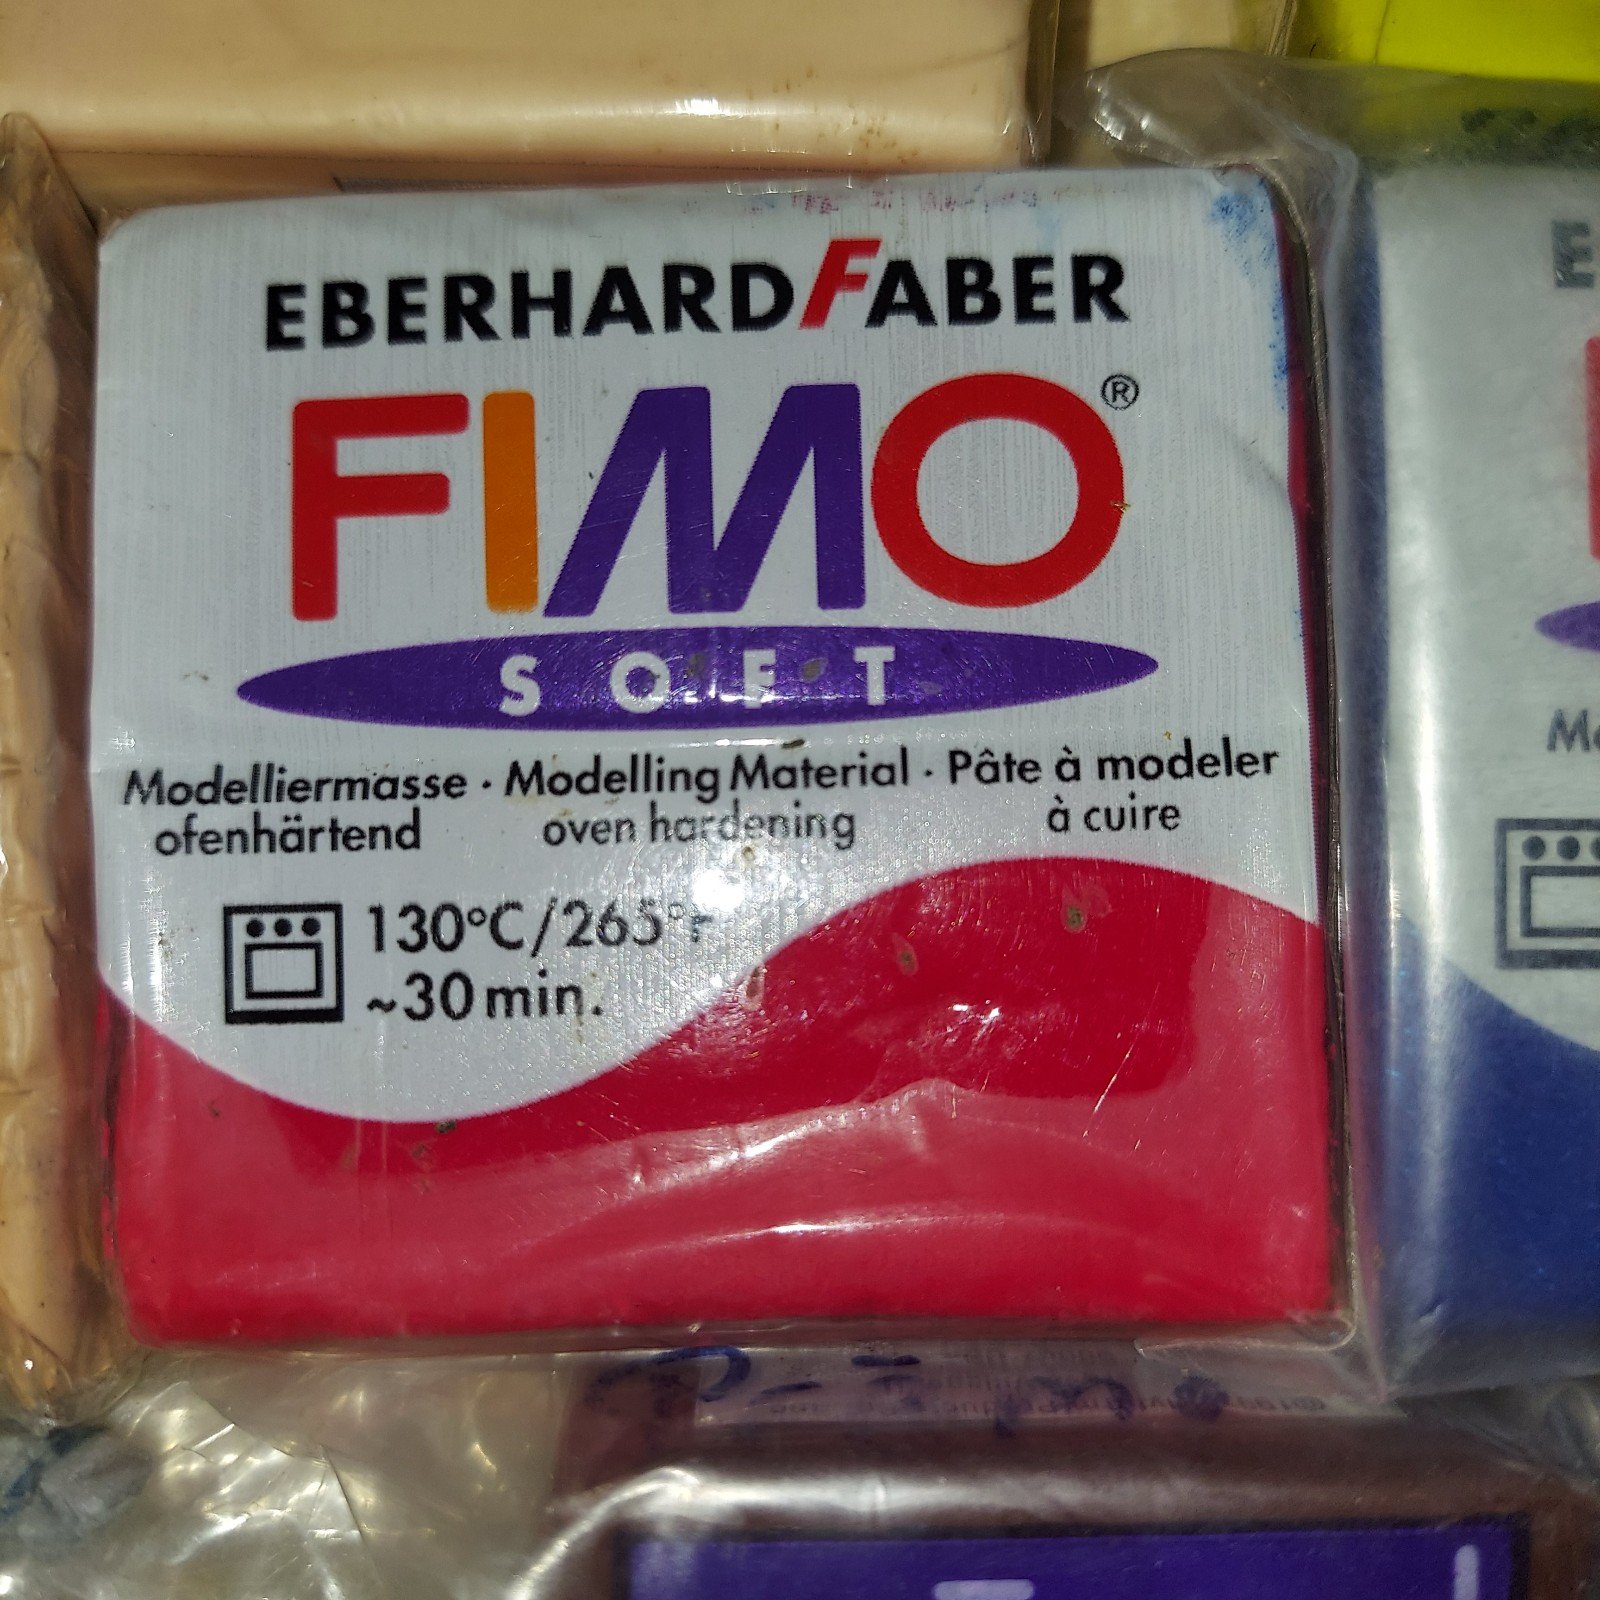 EBERHARDFABER
FIMO®
SOFT
Modelliermasse · Modelling Material · Pâte à modeler
ofenhärtend oven hardening à cuire
130°C/265°F
~30 min.
E